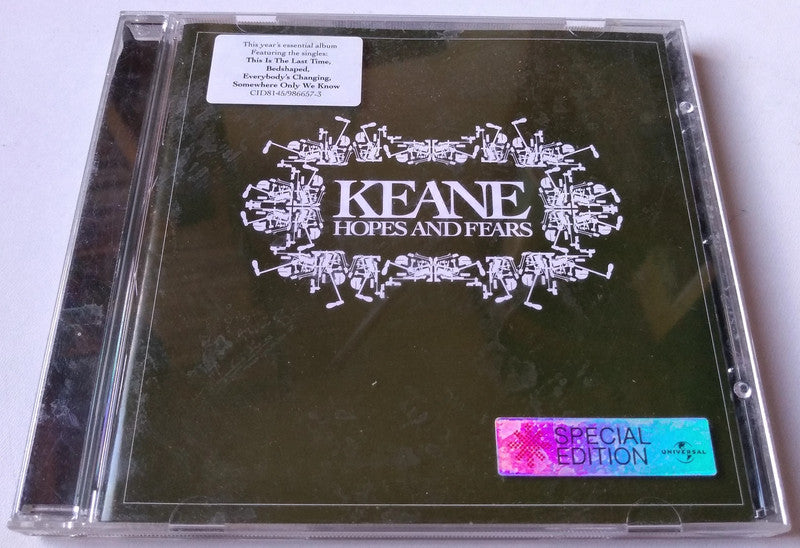 This year's essential album
Featuring the singles:
This Is The Last Time,
Bedshaped,
Everybody's Changing,
Somewhere Only We Know
CID8145/986657-3
KEANE
HOPES AND FEARS
SPECIAL
EDITION
UNIVERSAL